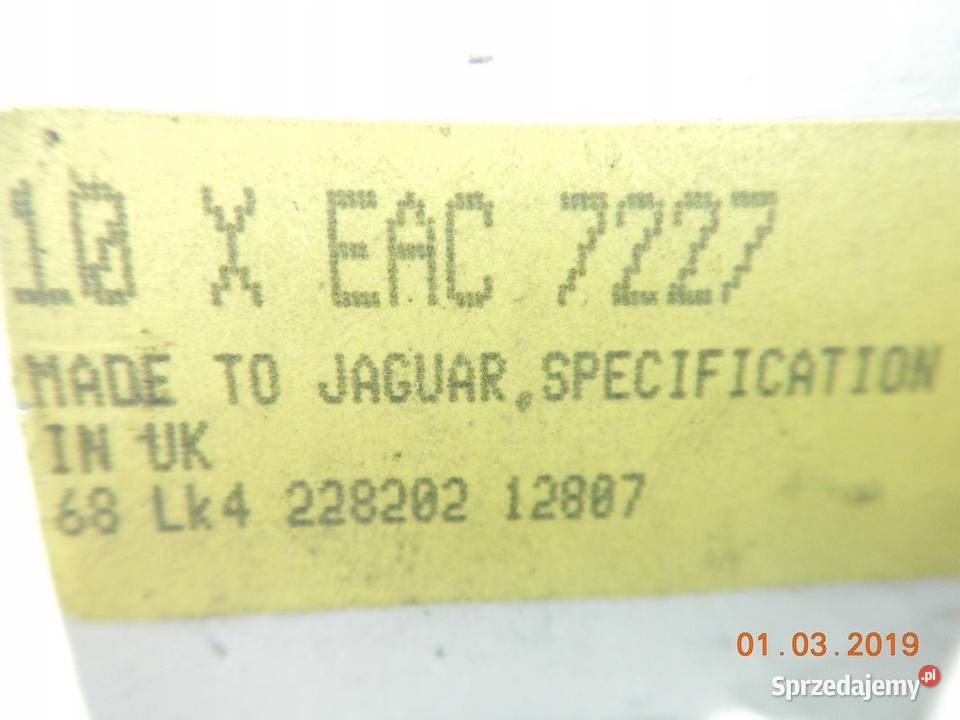 10 X EAC 7227
MADE TO JAGUAR,SPECIFICATION
IN UK
68 Lk4 228202 12807
01.03.2019
Sprzedajemy.pl